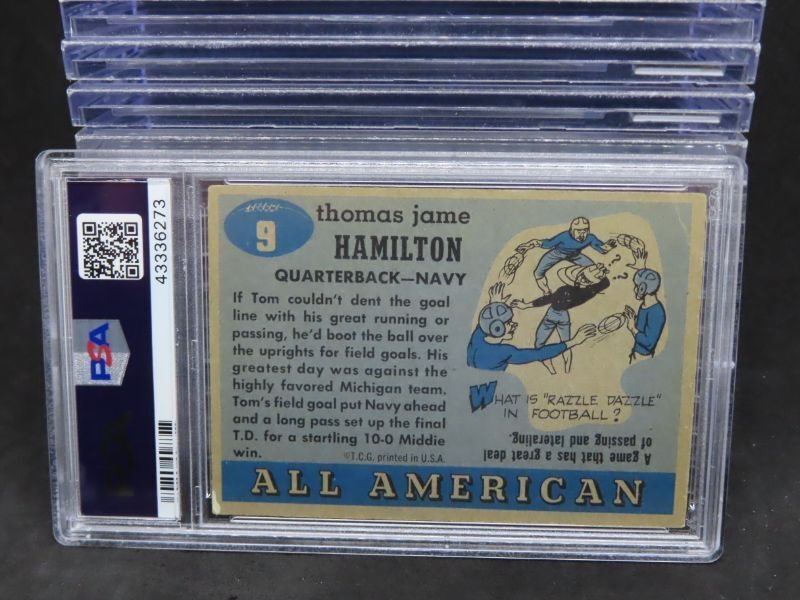 43336273
PSA
9
thomas jame
HAMILTON
QUARTERBACK—NAVY
If Tom couldn't dent the goal
line with his great running or
passing, he'd boot the ball over
the uprights for field goals. His
greatest day was against the
highly favored Michigan team.
Tom's field goal put Navy ahead
and a long pass set up the final
T.D. for a startling 10-0 Middie
win.
©T.C.G. printed in U.S.A.
? ? ?
WHAT IS "RAZZLE DAZZLE"
IN FOOTBALL?
A game that has a great deal
of passing and lateraling.
ALL AMERICAN